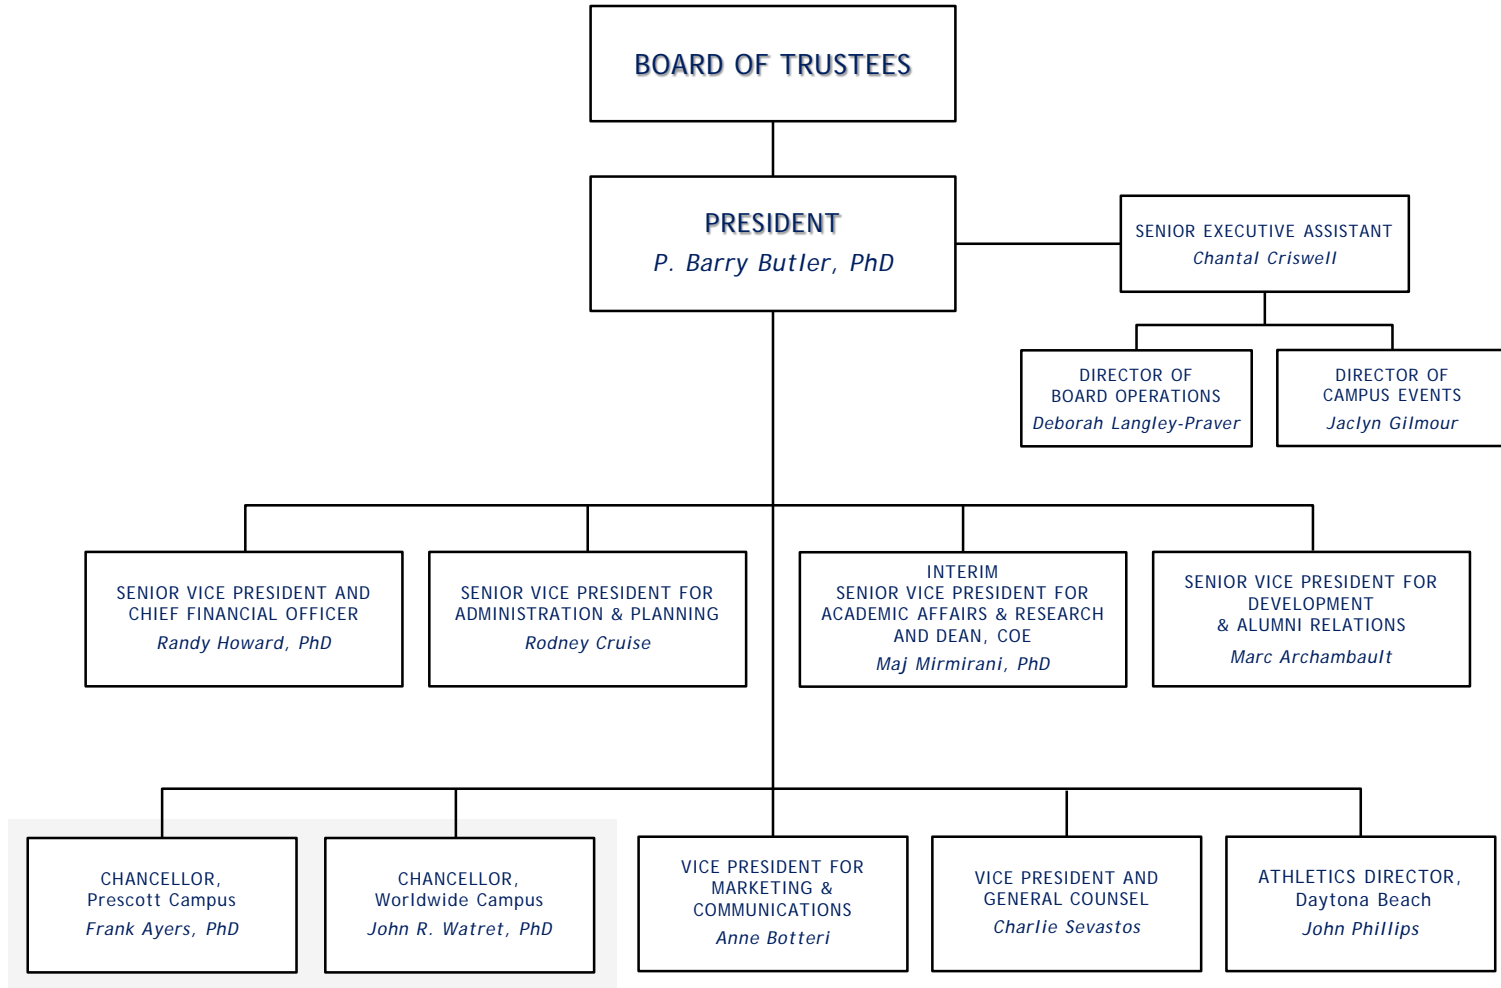 BOARD OF TRUSTEES
PRESIDENT
P. Barry Butler, PhD
SENIOR EXECUTIVE ASSISTANT
Chantal Criswell
DIRECTOR OF
BOARD OPERATIONS
Deborah Langley-Praver
DIRECTOR OF
CAMPUS EVENTS
Jaclyn Gilmour
SENIOR VICE PRESIDENT AND
CHIEF FINANCIAL OFFICER
Randy Howard, PhD
SENIOR VICE PRESIDENT FOR
ADMINISTRATION & PLANNING
Rodney Cruise
INTERIM
SENIOR VICE PRESIDENT FOR
ACADEMIC AFFAIRS & RESEARCH
AND DEAN, COE
Maj Mirmirani, PhD
SENIOR VICE PRESIDENT FOR
DEVELOPMENT
& ALUMNI RELATIONS
Marc Archambault
CHANCELLOR,
Prescott Campus
Frank Ayers, PhD
CHANCELLOR,
Worldwide Campus
John R. Watret, PhD
VICE PRESIDENT FOR
MARKETING &
COMMUNICATIONS
Anne Botteri
VICE PRESIDENT AND
GENERAL COUNSEL
Charlie Sevastos
ATHLETICS DIRECTOR,
Daytona Beach
John Phillips